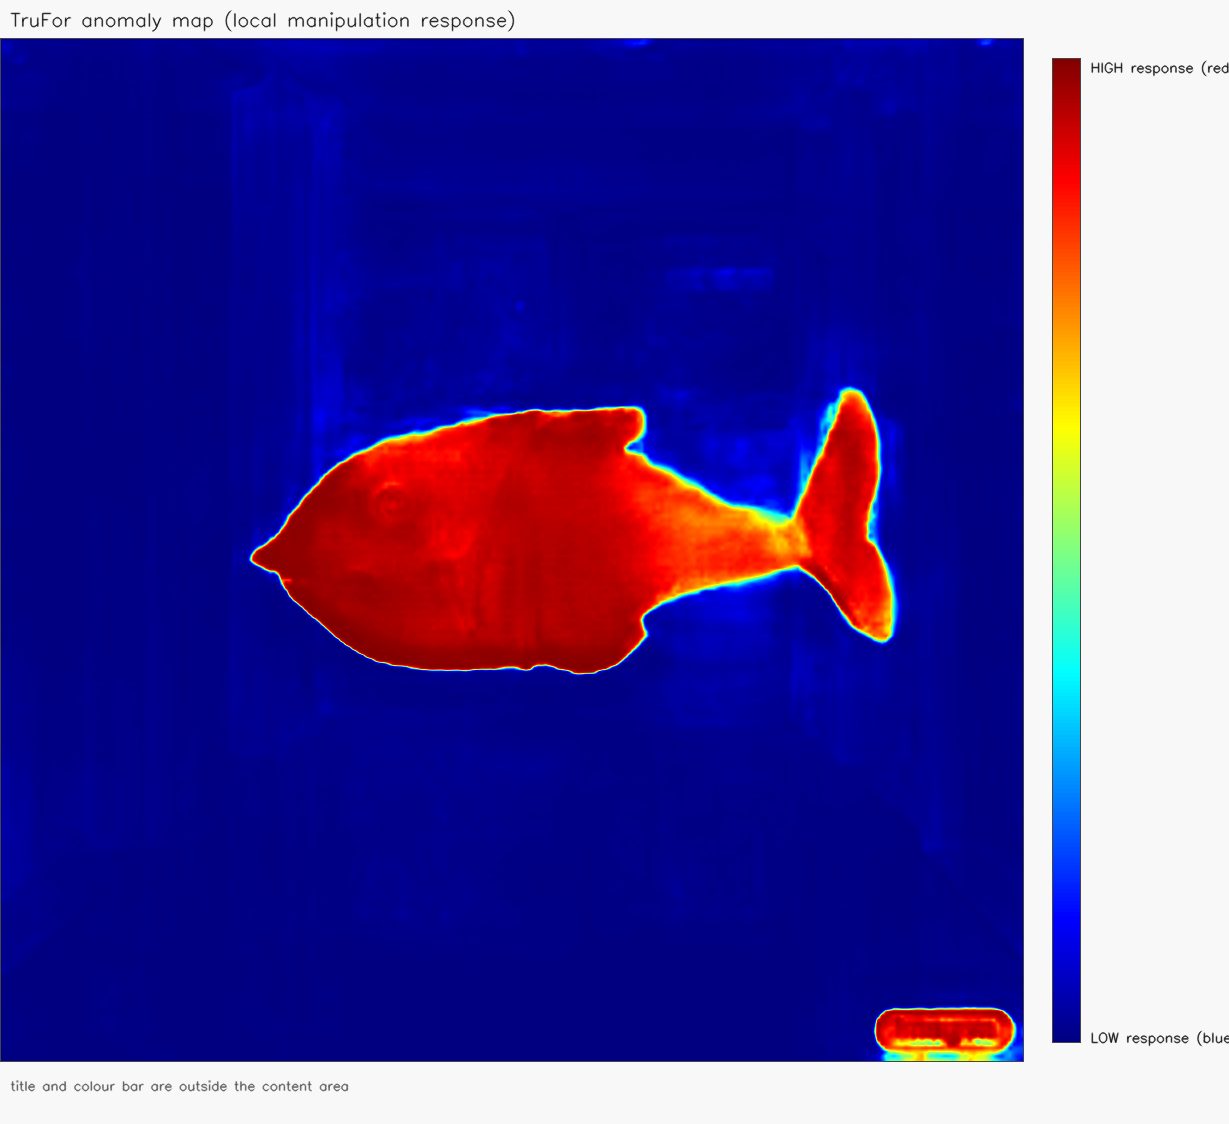 TruFor anomaly map (local manipulation response)
HIGH response (red
LOW response (blue
title and colour bar are outside the content area